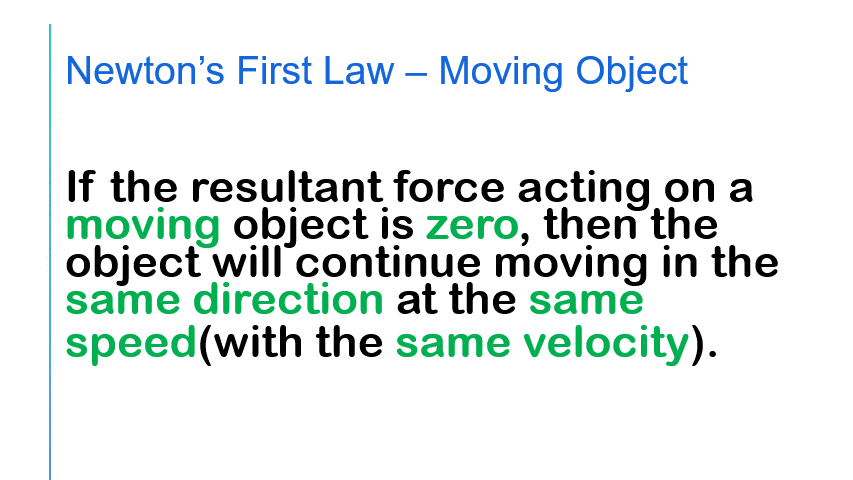 Newton’s First Law – Moving Object
If the resultant force acting on a
moving object is zero, then the
object will continue moving in the
same direction at the same
speed(with the same velocity).